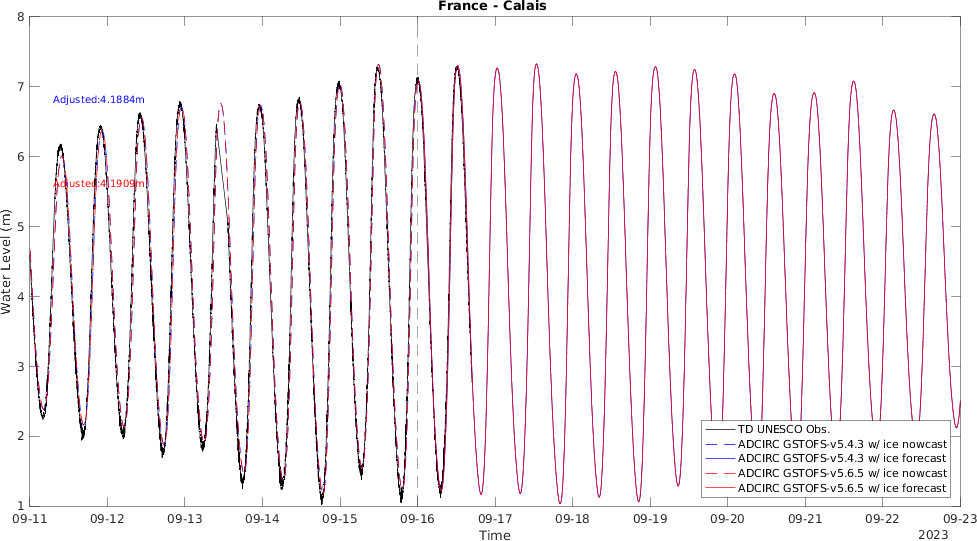 France - Calais
8
7
6
5
4
3
2
1
Water Level (m)
Adjusted:4.1884m
Adjusted:4.1909m
TD UNESCO Obs.
ADCIRC GSTOFS-v5.4.3 w/ ice nowcast
ADCIRC GSTOFS-v5.4.3 w/ ice forecast
ADCIRC GSTOFS-v5.6.5 w/ ice nowcast
ADCIRC GSTOFS-v5.6.5 w/ ice forecast
09-11 09-12 09-13 09-14 09-15 09-16 09-17 09-18 09-19 09-20 09-21 09-22 09-23
Time
2023